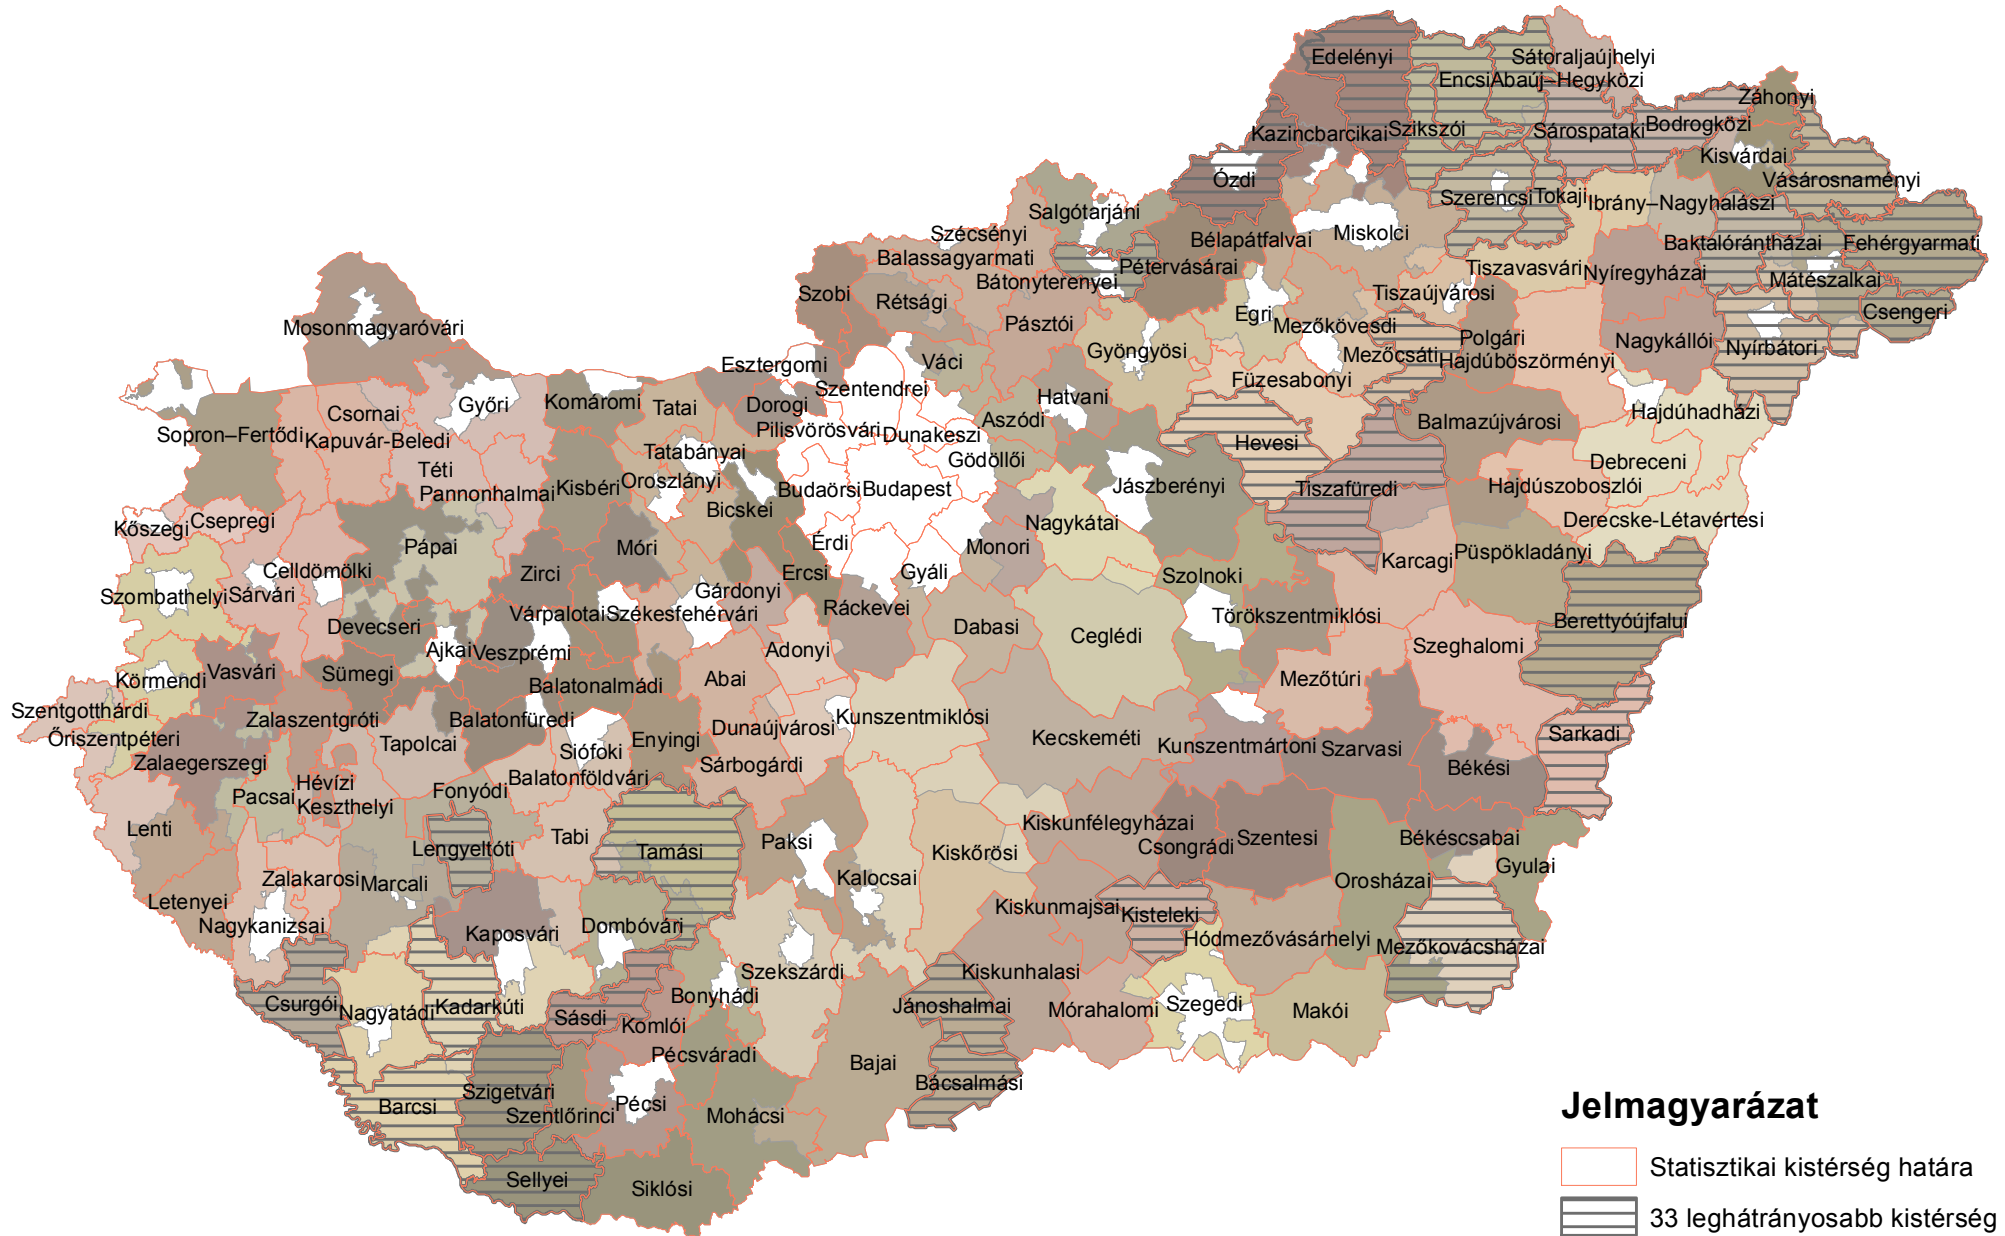 Edelényi
Sátoraljaújhelyi
Encsi
Abaúj–Hegyközi
Záhonyi
Kazincbarcikai
Szikszói
Sárospataki
Bodrogközi
Kisvárdai
Ózdi
Vásárosnaményi
Szerencsi
Tokaji
Ibrány–Nagyhalászi
Salgótarjáni
Szécsényi
Bélapátfalvai
Miskolci
Baktalórántházai
Fehérgyarmati
Balassagyarmati
Pétervásárai
Tiszavasvári
Nyíregyházai
Mátészalkai
Bátonyterenyei
Szobi
Rétsági
Tiszaújvárosi
Csengeri
Mosonmagyaróvári
Pásztói
Egri
Mezőkövesdi
Polgári
Nagykállói
Nyírbátori
Gyöngyösi
Mezőcsáti
Hajdúböszörményi
Esztergomi
Váci
Füzesabonyi
Szentendrei
Hatvani
Győri
Komáromi
Tatai
Dorogi
Csornai
Aszódi
Hajdúhadházi
Balmazújvárosi
Sopron–Fertődi
Kapuvár-Beledi
Pilisvörösvári
Dunakeszi
Hevesi
Tatabányai
Gödöllői
Debreceni
Téti
Pannonhalmai
Kisbéri
Oroszlányi
Budaörsi
Budapest
Jászberényi
Tiszafüredi
Hajdúszoboszlói
Bicskei
Kőszegi
Csepregi
Nagykátai
Derecske-Létavértesi
Pápai
Móri
Érdi
Monori
Karcagi
Püspökladányi
Celldömölki
Zirci
Ercsi
Gyáli
Szolnoki
Szombathelyi
Sárvári
Gárdonyi
Várpalotai
Székesfehérvári
Ráckevei
Törökszentmiklósi
Berettyóújfalui
Devecseri
Dabasi
Ceglédi
Ajkai
Veszprémi
Adonyi
Szeghalomi
Körmendi
Vasvári
Sümegi
Balatonalmádi
Abai
Mezőtúri
Szentgotthárdi
Zalaszentgróti
Balatonfüredi
Dunaújvárosi
Kunszentmiklósi
Őriszentpéteri
Tapolcai
Siófoki
Enyingi
Kecskeméti
Kunszentmártoni
Szarvasi
Sarkadi
Zalaegerszegi
Hévízi
Balatonföldvári
Sárbogárdi
Békési
Pacsai
Keszthelyi
Fonyódi
Lenti
Lengyeltóti
Tabi
Tamási
Paksi
Kiskőrösi
Kiskunfélegyházai
Csongrádi
Szentesi
Békéscsabai
Gyulai
Zalakarosi
Marcali
Kalocsai
Orosházai
Letenyei
Nagykanizsai
Kaposvári
Dombóvári
Kiskunmajsai
Kisteleki
Hódmezővásárhelyi
Mezőkovácsházai
Szekszárdi
Kiskunhalasi
Csurgói
Nagyatádi
Kadarkúti
Bonyhádi
Jánoshalmai
Mórahalomi
Szegedi
Makói
Sásdi
Komlói
Pécsváradi
Bajai
Bácsalmási
Barcsi
Szigetvári
Szentlőrinci
Pécsi
Mohácsi
Sellyei
Siklósi
Jelmagyarázat
Statisztikai kistérség határa
33 leghátrányosabb kistérség